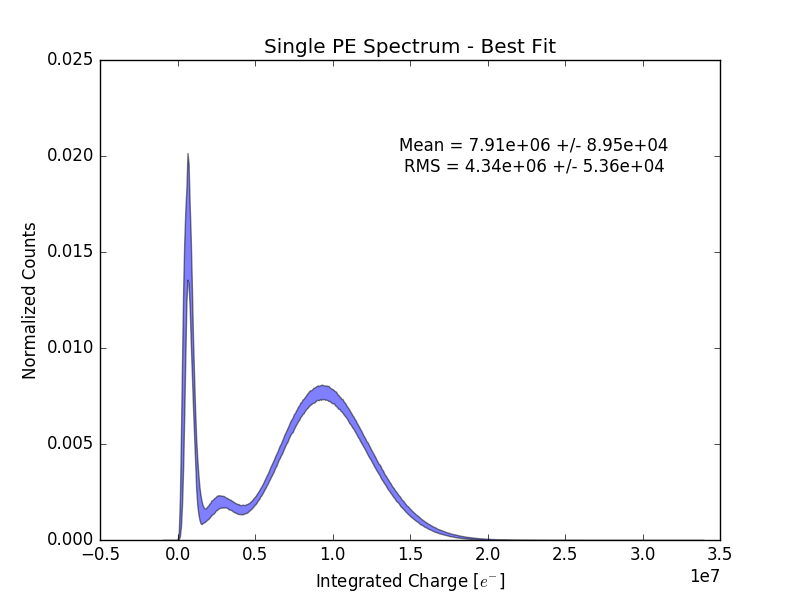 Single PE Spectrum - Best Fit
0.025
0.020
0.015
0.010
0.005
0.000
Normalized Counts
Mean = 7.91e+06 +/- 8.95e+04
RMS = 4.34e+06 +/- 5.36e+04
−0.5 0.0 0.5 1.0 1.5 2.0 2.5 3.0 3.5
1e7
Integrated Charge [e⁻]